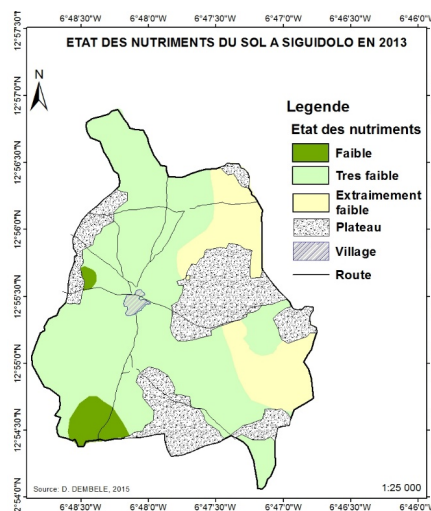 6°48'30"O 6°48'0"O 6°47'30"O 6°47'0"O 6°46'30"O 6°46'0"O
ETAT DES NUTRIMENTS DU SOL A SIGUIDOLO EN 2013
N
Legende
Etat des nutriments
Faible
Tres faible
Extraimement
faible
Plateau
Village
Route
12°57'30"N
12°57'0"N
12°56'30"N
12°56'0"N
12°55'30"N
12°55'0"N
12°54'30"N
12°54'0"N
Source: D. DEMBELE, 2015
1:25 000
6°48'30"O 6°48'0"O 6°47'30"O 6°47'0"O 6°46'30"O 6°46'0"O